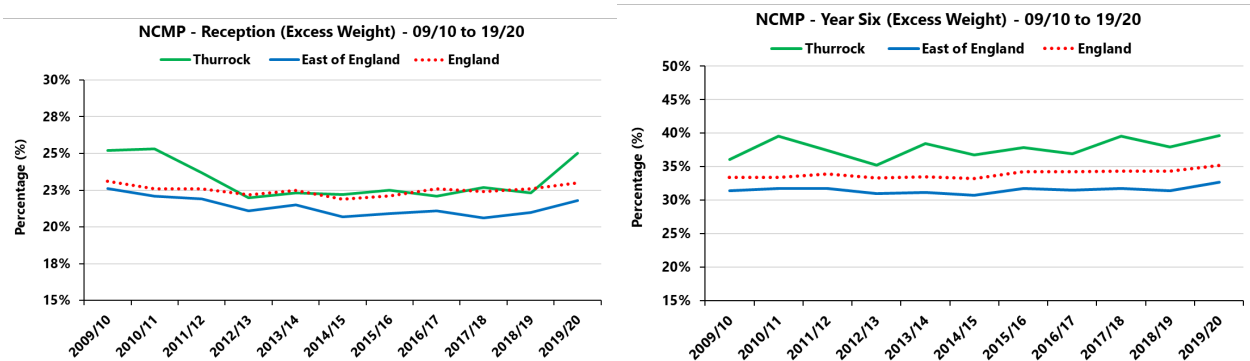 NCMP - Reception (Excess Weight) - 09/10 to 19/20
Thurrock East of England England
Percentage (%)
30%
28%
25%
23%
20%
18%
15%
2009/10 2010/11 2011/12 2012/13 2013/14 2014/15 2015/16 2016/17 2017/18 2018/19 2019/20
NCMP - Year Six (Excess Weight) - 09/10 to 19/20
Thurrock East of England England
Percentage (%)
50%
45%
40%
35%
30%
25%
20%
15%
2009/10 2010/11 2011/12 2012/13 2013/14 2014/15 2015/16 2016/17 2017/18 2018/19 2019/20